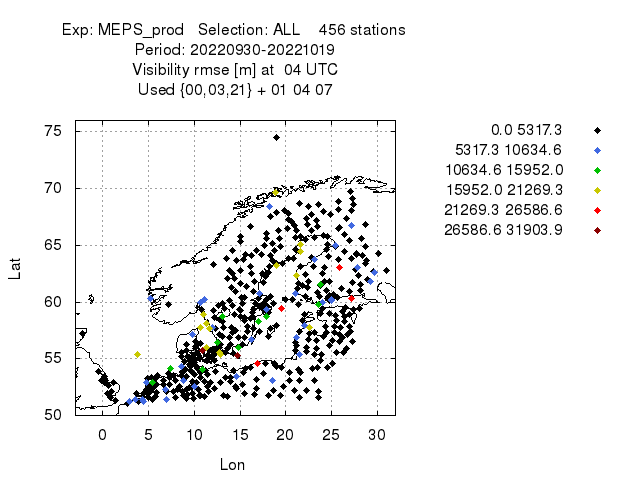 Exp: MEPS_prod   Selection: ALL    456 stations
Period: 20220930-20221019
Visibility rmse [m] at  04 UTC
Used {00,03,21} + 01 04 07
0.0 5317.3
5317.3 10634.6
10634.6 15952.0
15952.0 21269.3
21269.3 26586.6
26586.6 31903.9
75
70
65
60
55
50
Lat
0 5 10 15 20 25 30
Lon